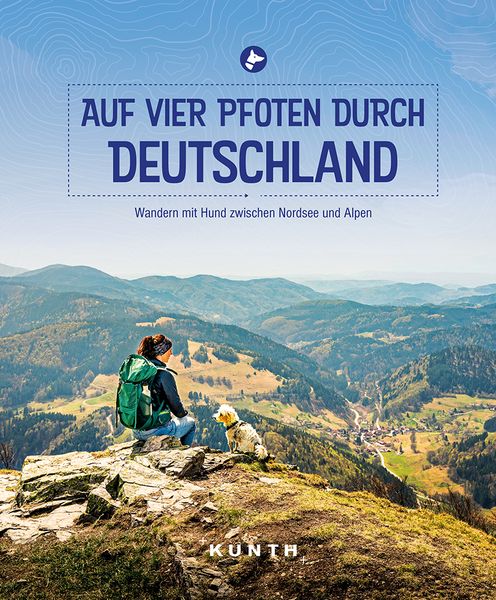 AUF VIER PFOTEN DURCH
DEUTSCHLAND
Wandern mit Hund zwischen Nordsee und Alpen
KUNTH